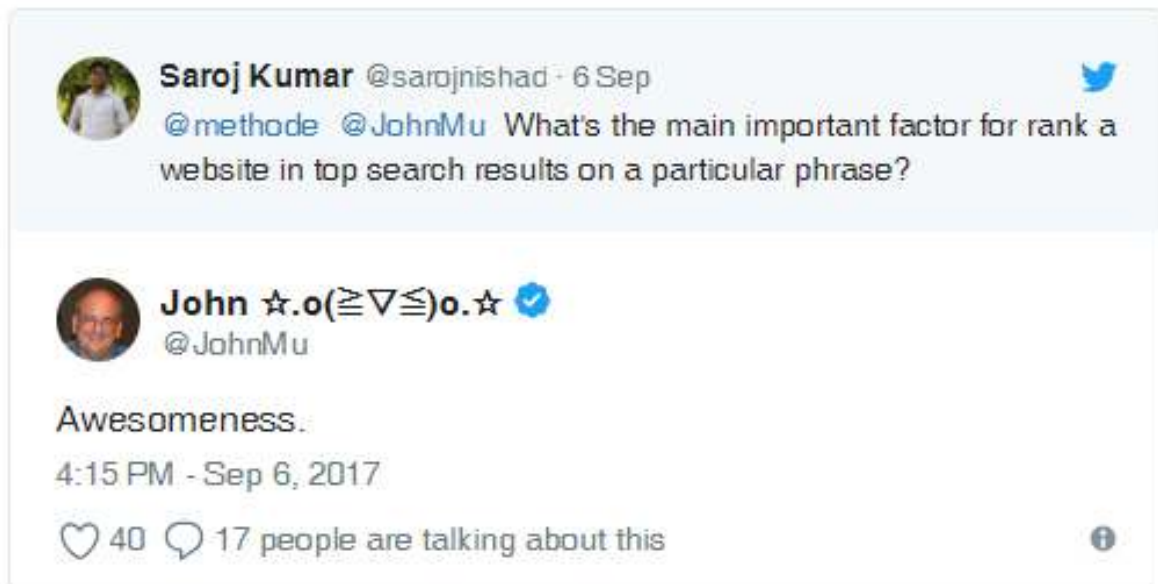 Saroj Kumar @sarojnishad · 6 Sep
@methode @JohnMu What's the main important factor for rank a
website in top search results on a particular phrase?
John ☆.o(≧▽≦)o.☆
@JohnMu
Awesomeness.
4:15 PM - Sep 6, 2017
40 17 people are talking about this